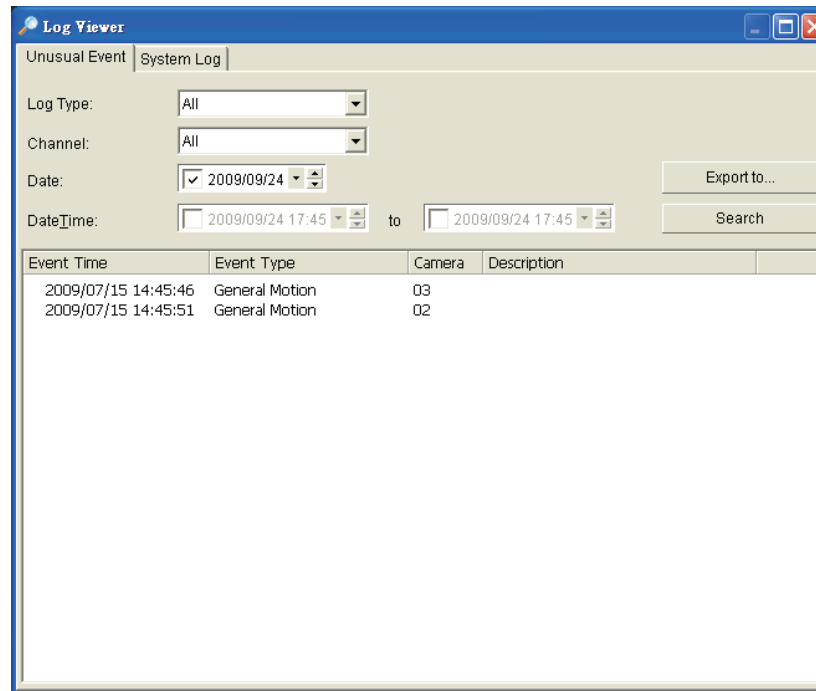 Log Viewer
Unusual Event System Log
Log Type: All
Channel: All
Date: 2009/09/24 Export to...
DateTime: 2009/09/24 17:45 to 2009/09/24 17:45 Search
Event Time Event Type Camera Description
2009/07/15 14:45:46 General Motion 03
2009/07/15 14:45:51 General Motion 02